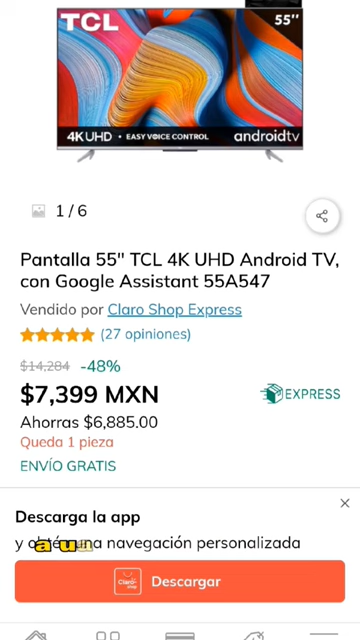 TCL
55’’
4K UHD • EASY VOICE CONTROL androidtv
1 / 6
Pantalla 55" TCL 4K UHD Android TV,
con Google Assistant 55A547
Vendido por Claro Shop Express
(27 opiniones)
$14,284 -48%
$7,399 MXN
EXPRESS
Ahorras $6,885.00
Queda 1 pieza
ENVÍO GRATIS
Descarga la app
y obtén una navegación personalizada
Claro shop
Descargar